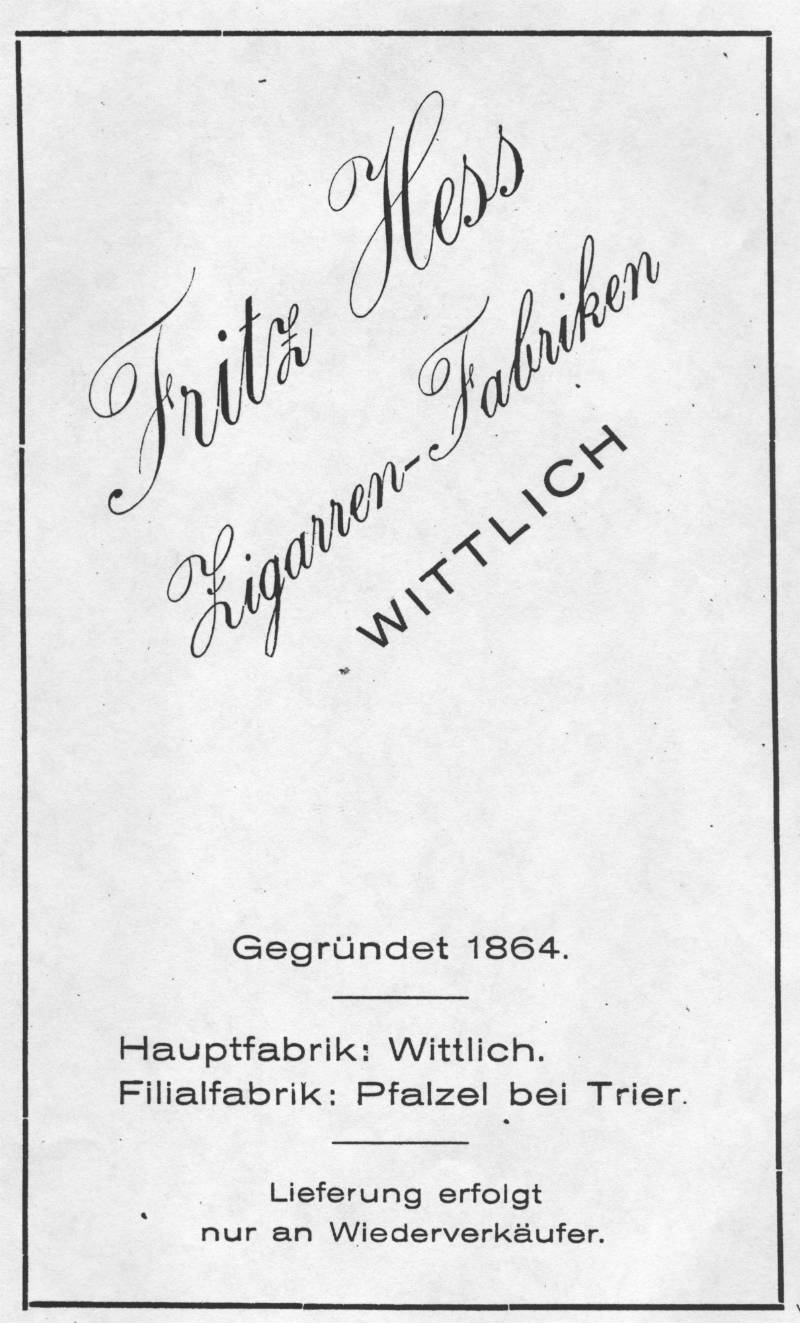 Fritz Hess
Zigarren-Fabriken
WITTLICH
Gegründet 1864.
Hauptfabrik: Wittlich.
Filialfabrik: Pfalzel bei Trier.
Lieferung erfolgt
nur an Wiederverkäufer.